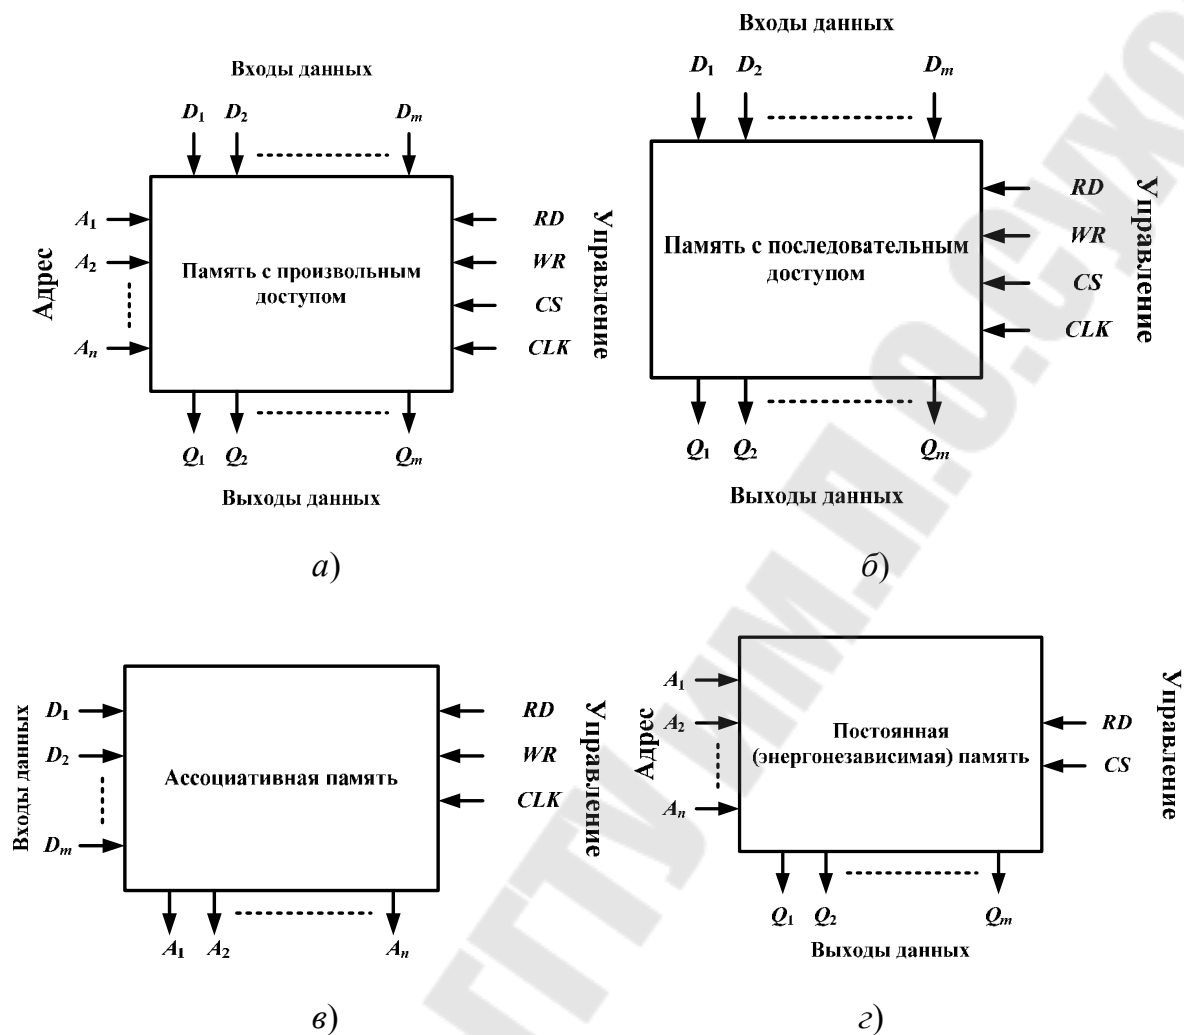 Входы данных
D1 D2 Dm
A1
A2
An
Адрес
Память с произвольным
доступом
RD
WR
CS
CLK
Управление
Q1 Q2 Qm
Выходы данных
а)
Входы данных
D1 D2 Dm
Память с последовательным
доступом
RD
WR
CS
CLK
Управление
Q1 Q2 Qm
Выходы данных
б)
Входы данных
D1
D2
Dm
Ассоциативная память
RD
WR
CLK
Управление
A1 A2 An
в)
Адрес
A1
A2
An
Постоянная
(энергонезависимая) память
RD
CS
Управление
Q1 Q2 Qm
Выходы данных
г)
ГГТУ им. П.О. Сухо